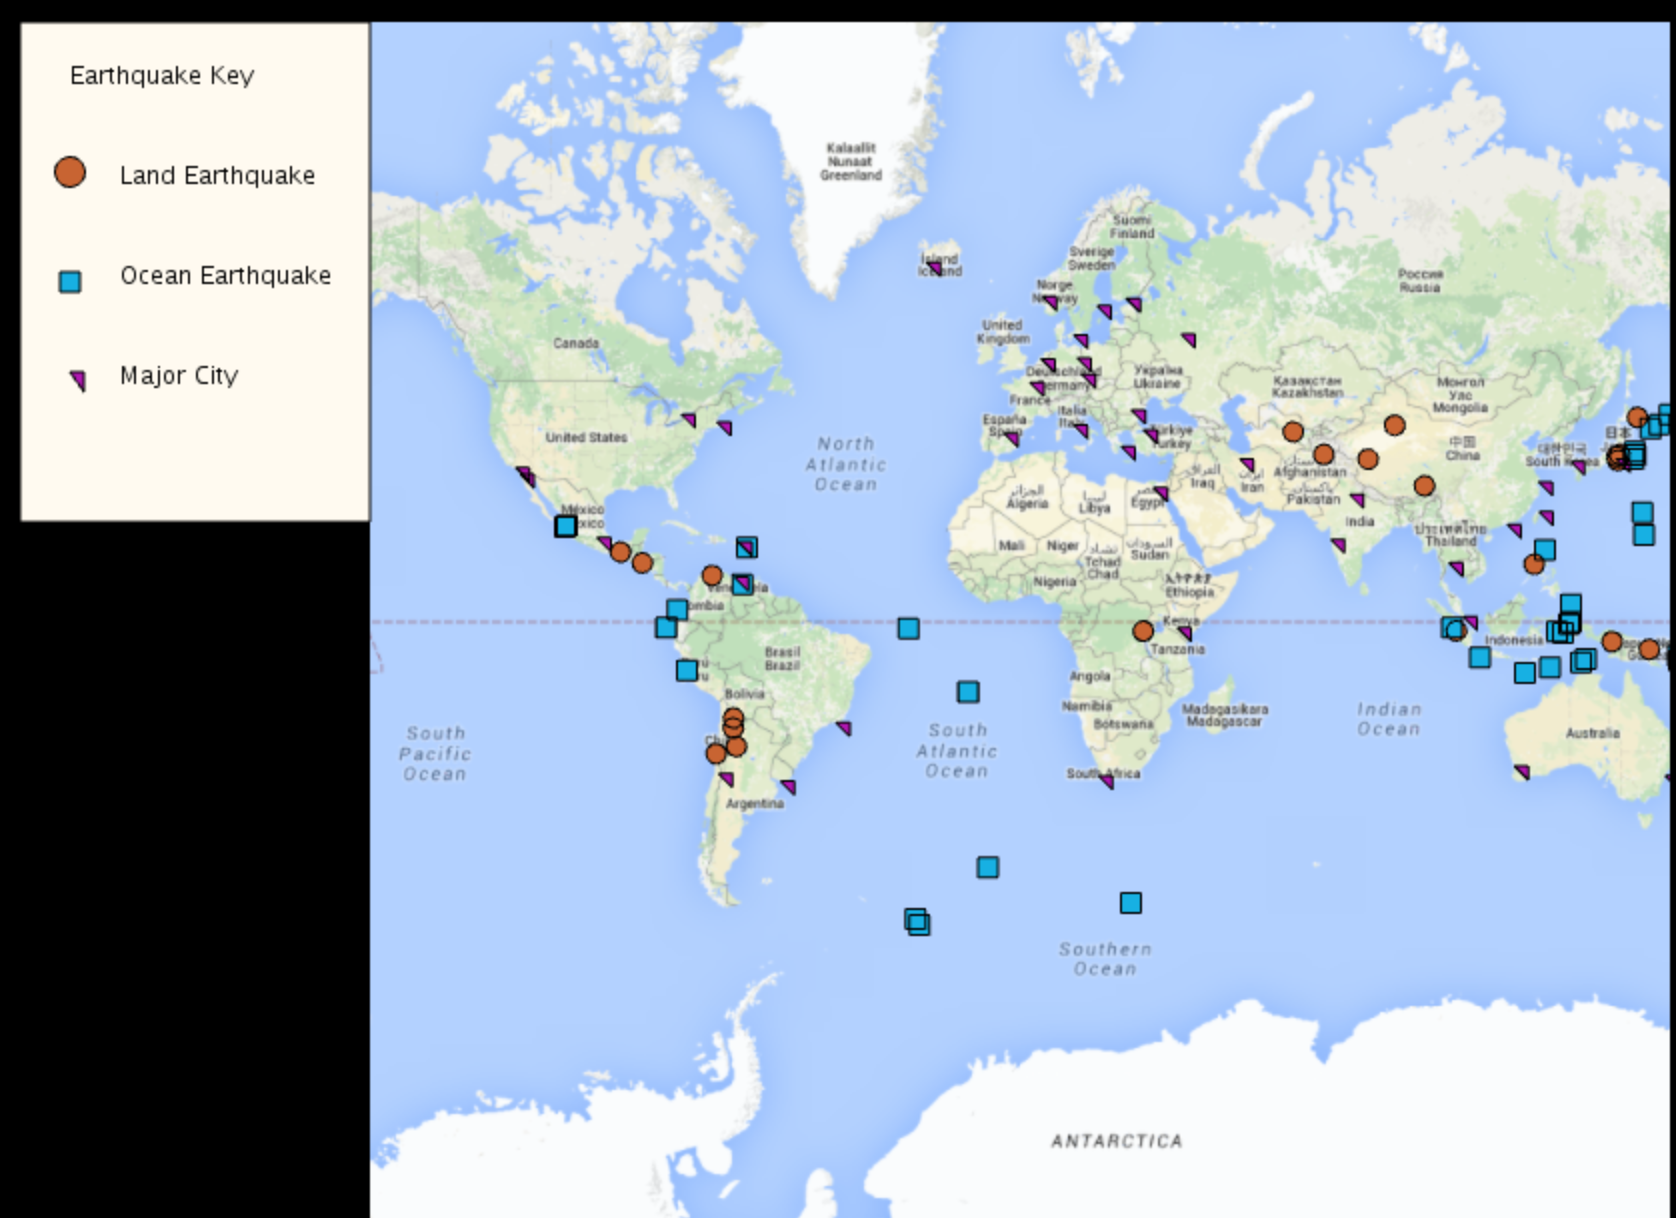 Earthquake Key
Land Earthquake
Ocean Earthquake
Major City
Kalaallit
Nunaat
Greenland
Ísland
Iceland
Suomi
Finland
Sverige
Sweden
Norge
Norway
Россия
Russia
United
Kingdom
Canada
Deutschland
Germany
Україна
Ukraine
Қазақстан
Kazakhstan
Монгол
Улс
Mongolia
France
Italia
España
Spain
Türkiye
Turkey
United States
North
Atlantic
Ocean
中国
China
日本
대한민국
South Korea
Afghanistan
العراق
Iraq
ایران
Iran
پاکستان
Pakistan
الجزائر
Algeria
ليبيا
Libya
مصر
Egypt
México
India
ประเทศไทย
Thailand
Mali
Niger
تشاد
Tchad
Chad
السودان
Sudan
Nigeria
ኢትዮጵያ
Ethiopia
Kenya
Tanzania
Indonesia
Brasil
Brazil
Bolivia
Angola
Namibia
Botswana
Madagasikara
Madagascar
Indian
Ocean
Australia
South
Pacific
Ocean
South
Atlantic
Ocean
South Africa
Argentina
Southern
Ocean
ANTARCTICA